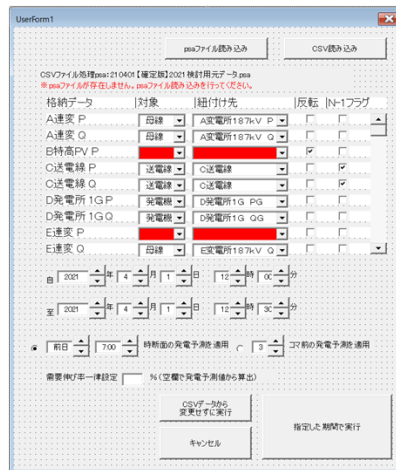 UserForm1
psaファイル読み込み CSV読み込み
CSVファイル処理psa:210401【確定版】2021検討用元データ.psa
※psaファイルが存在しません。psaファイル読み込みを行ってください。
格納データ |対象 |紐付け先 |反転 |N-1フラグ
A連変 P 母線 A変電所187kV P
A連変 Q 母線 A変電所187kV Q
B特高PV P
C送電線 P 送電線 C送電線
C送電線 Q 送電線 C送電線
D発電所1G P 発電機 D発電所1G PG
D発電所1G Q 発電機 D発電所1G QG
E連変 P
E連変 Q 母線 E変電所187kV Q
自 2021 年 4 月 1 日 12 時 00 分
至 2021 年 4 月 1 日 12 時 30 分
前日 7:00 時断面の発電予測を適用 3 コマ前の発電予測を適用
需要伸び率一律設定 %(空欄で発電予測値から算出)
CSVデータから
変更せずに実行
指定した期間で実行
キャンセル